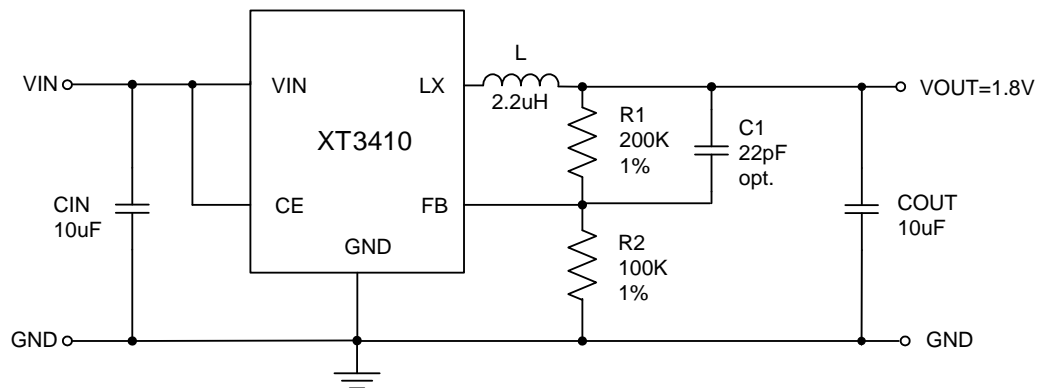 L
VIN
VIN
LX
2.2uH
VOUT=1.8V
XT3410
R1
200K
1%
C1
22pF
opt.
CIN
10uF
CE
FB
GND
R2
100K
1%
COUT
10uF
GND
GND